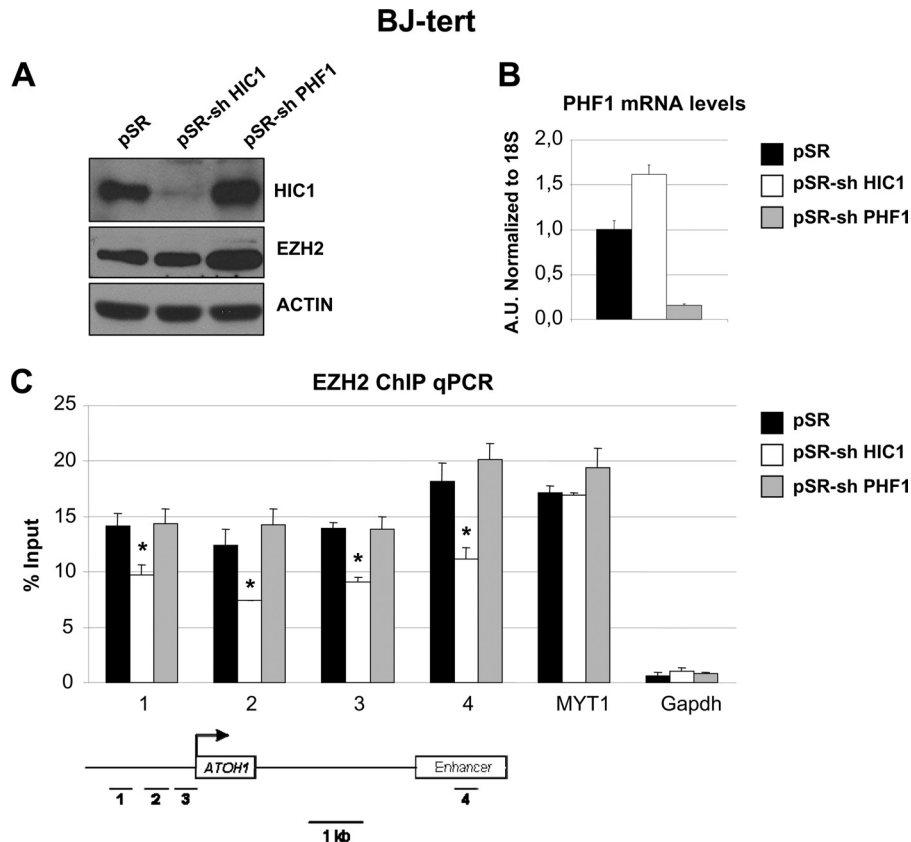 BJ-tert
A
pSR
pSR-sh HIC1
pSR-sh PHF1
HIC1
EZH2
ACTIN
B
PHF1 mRNA levels
A.U. Normalized to 18S
2,0
1,5
1,0
0,5
0,0
pSR
pSR-sh HIC1
pSR-sh PHF1
C
EZH2 ChIP qPCR
% Input
25
20
15
10
5
0
* * * *
1 2 3 4 MYT1 Gapdh
pSR
pSR-sh HIC1
pSR-sh PHF1
ATOH1
Enhancer
1 2 3 4
1 kb